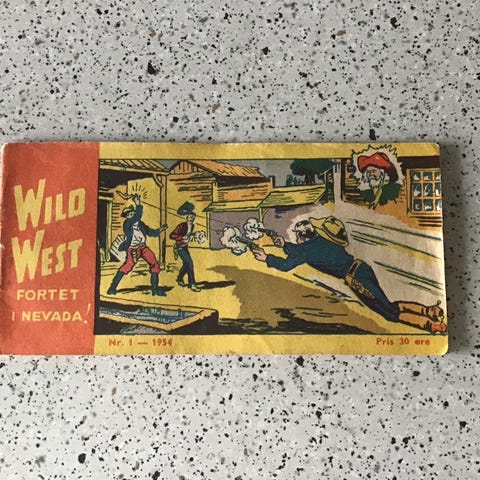 WILD
WEST
FORTET
I NEVADA!
Nr. 1 — 1954
Pris 30 øre